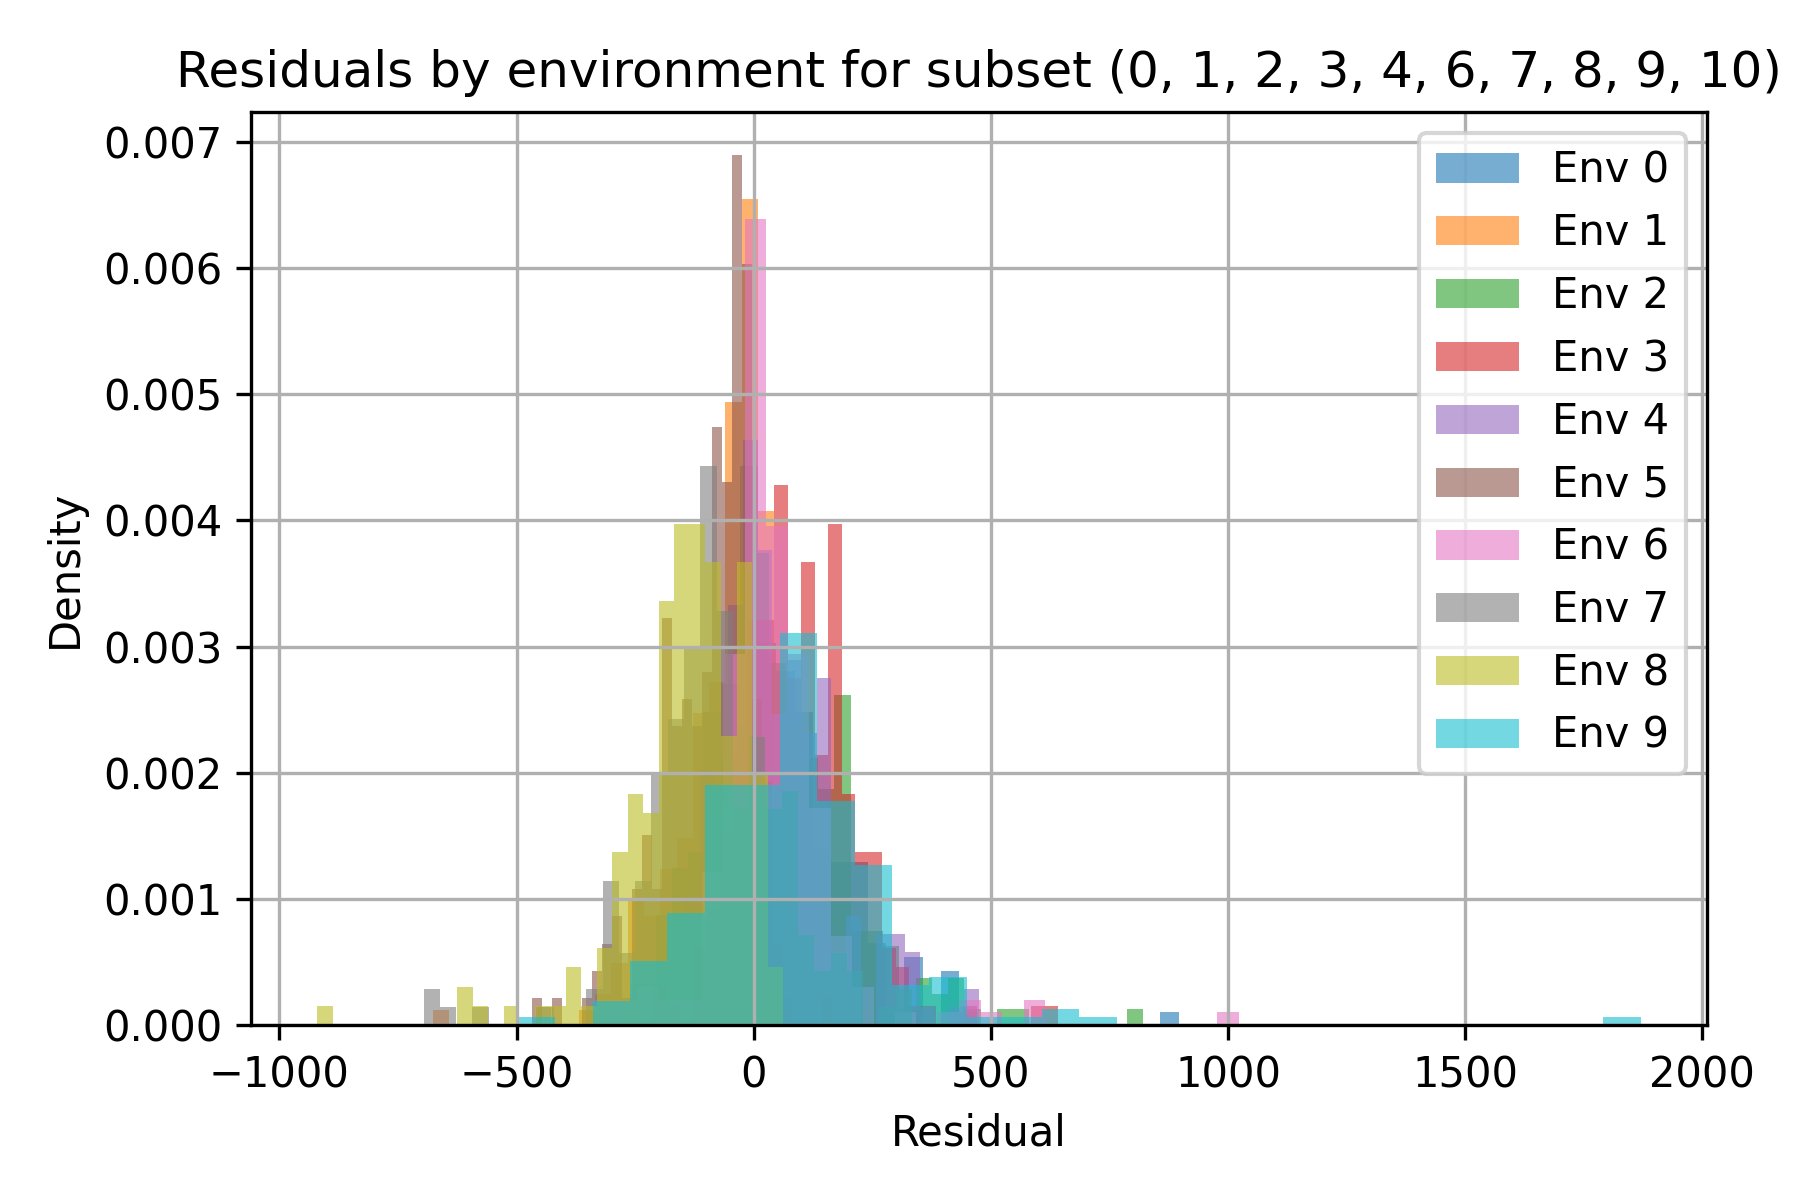 Residuals by environment for subset (0, 1, 2, 3, 4, 6, 7, 8, 9, 10)
0.007
0.006
0.005
0.004
0.003
0.002
0.001
0.000
Density
−1000
−500
0
500
1000
1500
2000
Residual
Env 0
Env 1
Env 2
Env 3
Env 4
Env 5
Env 6
Env 7
Env 8
Env 9